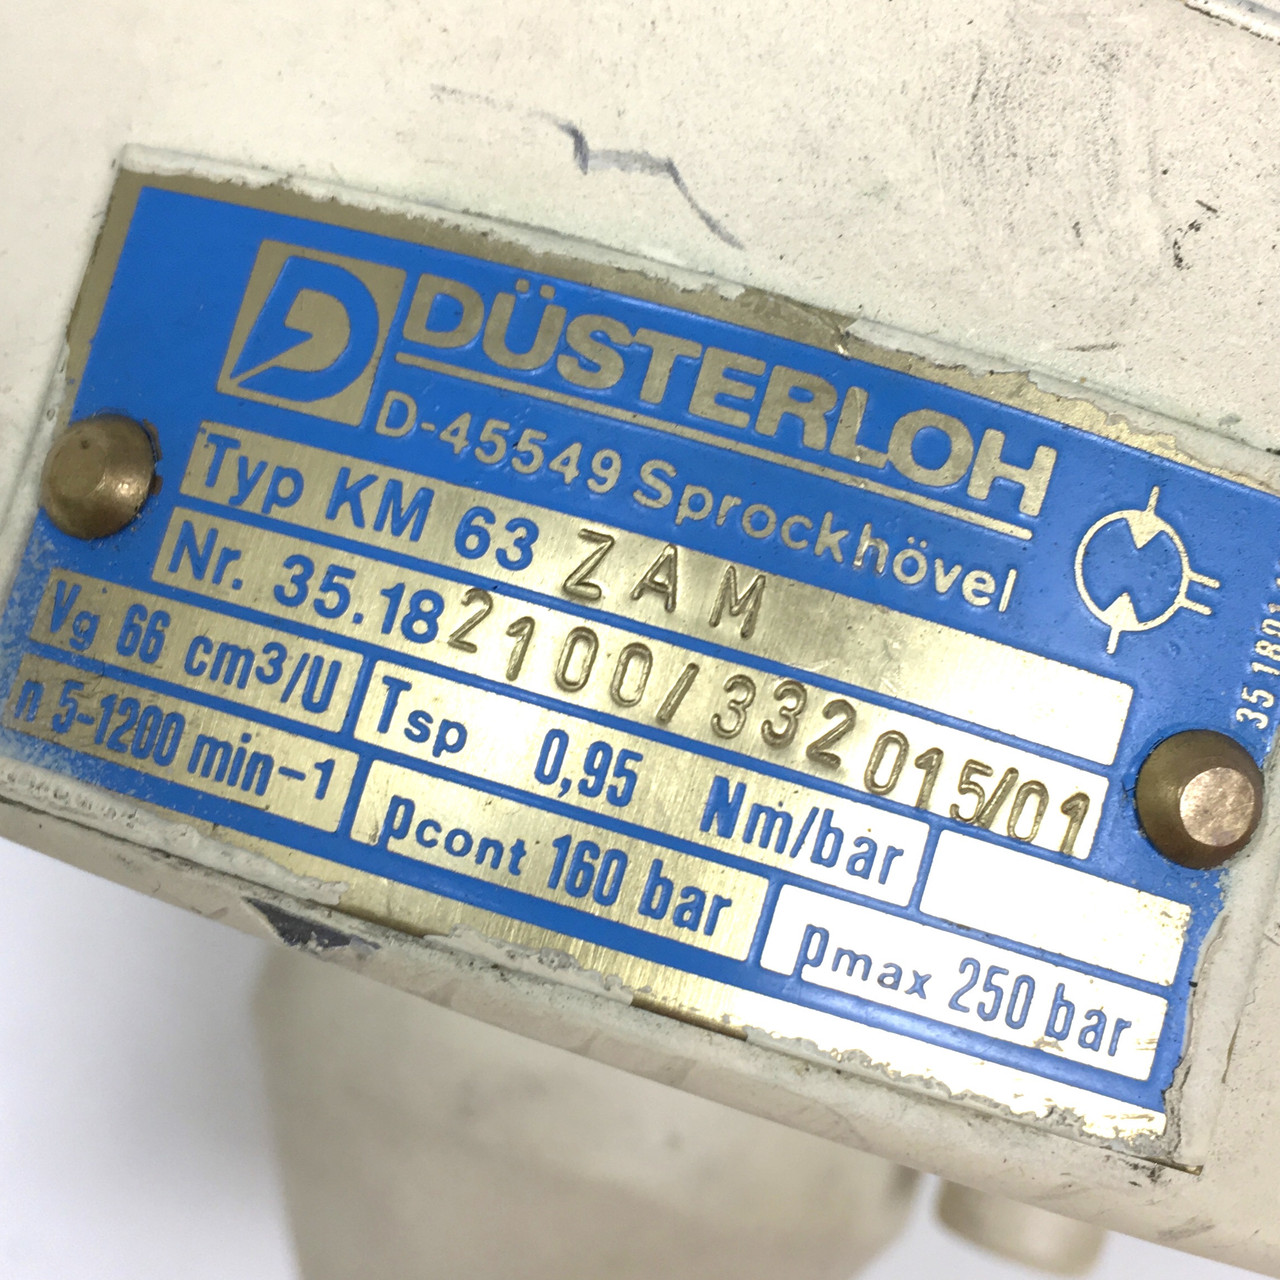 DÜSTERLOH
D-45549 Sprockhövel
Typ KM 63 ZAM
Nr. 35.182100/332015/01
Vg 66 cm3/U Tsp 0,95 Nm/bar
n 5-1200 min-1 pcont 160 bar pmax 250 bar